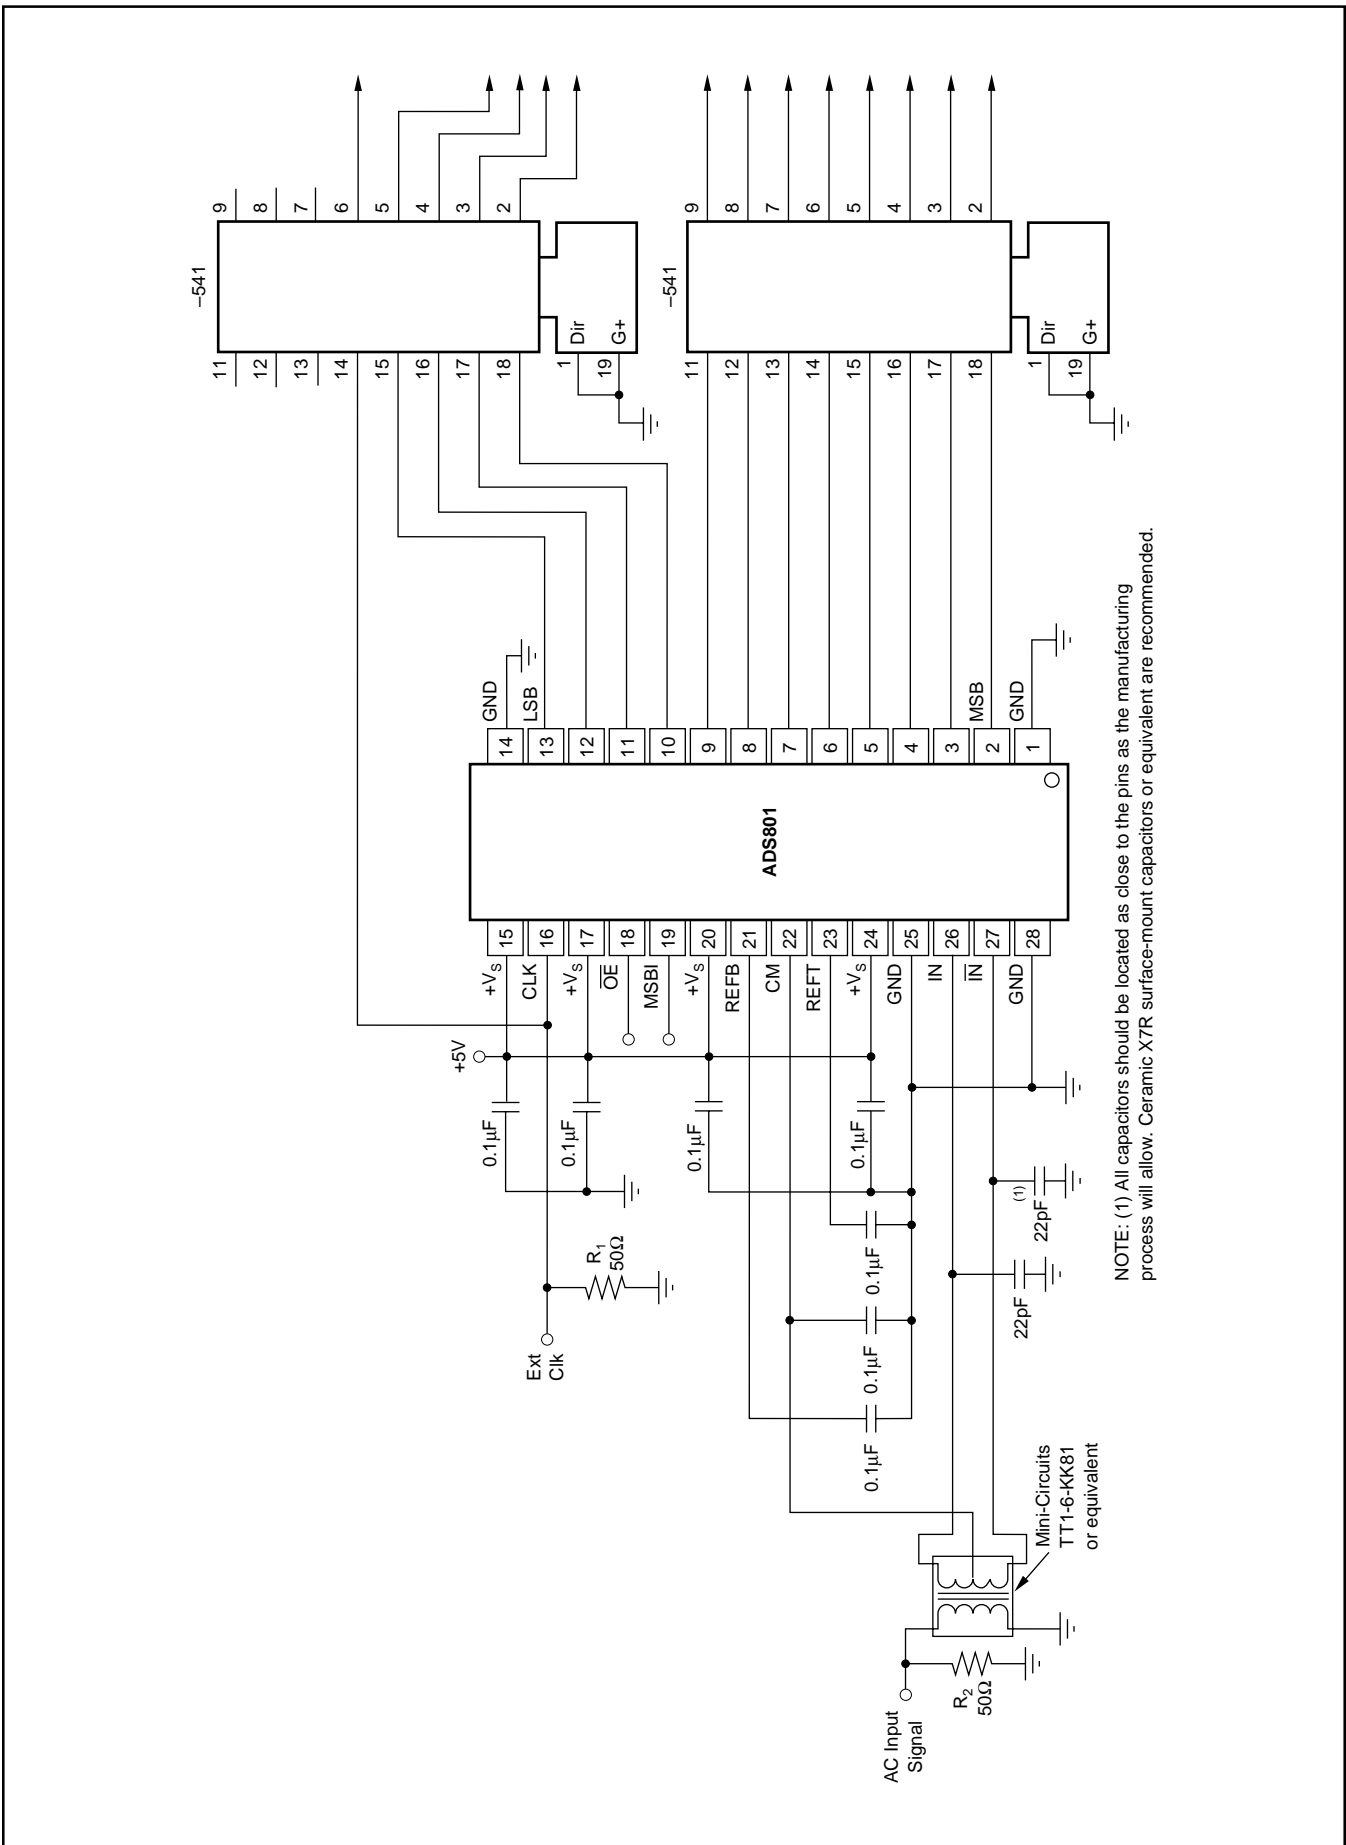 AC Input
Signal
R2
50Ω
Mini-Circuits
TT1-6-KK81
or equivalent
Ext
Clk
R1
50Ω
+5V
0.1µF
0.1µF
0.1µF
0.1µF
0.1µF
0.1µF
0.1µF
22pF
(1)
22pF
+VS 15
CLK 16
+VS 17
OE 18
MSBI 19
+VS 20
REFB 21
CM 22
REFT 23
+VS 24
GND 25
IN 26
IN 27
GND 28
ADS801
14 GND
13 LSB
12
11
10
9
8
7
6
5
4
3
2 MSB
1 GND
–541
11 9
12 8
13 7
14 6
15 5
16 4
17 3
18 2
1 Dir
19 G+
–541
11 9
12 8
13 7
14 6
15 5
16 4
17 3
18 2
1 Dir
19 G+
NOTE: (1) All capacitors should be located as close to the pins as the manufacturing
process will allow. Ceramic X7R surface-mount capacitors or equivalent are recommended.